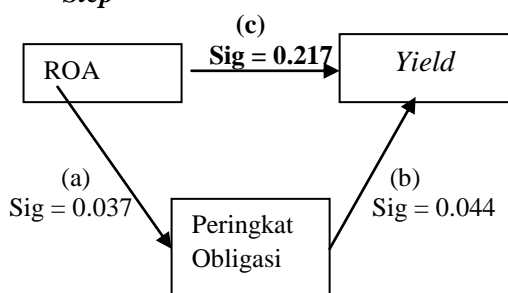 Step
(c)
Sig = 0.217
ROA
Yield
(a)
Sig = 0.037
(b)
Sig = 0.044
Peringkat
Obligasi